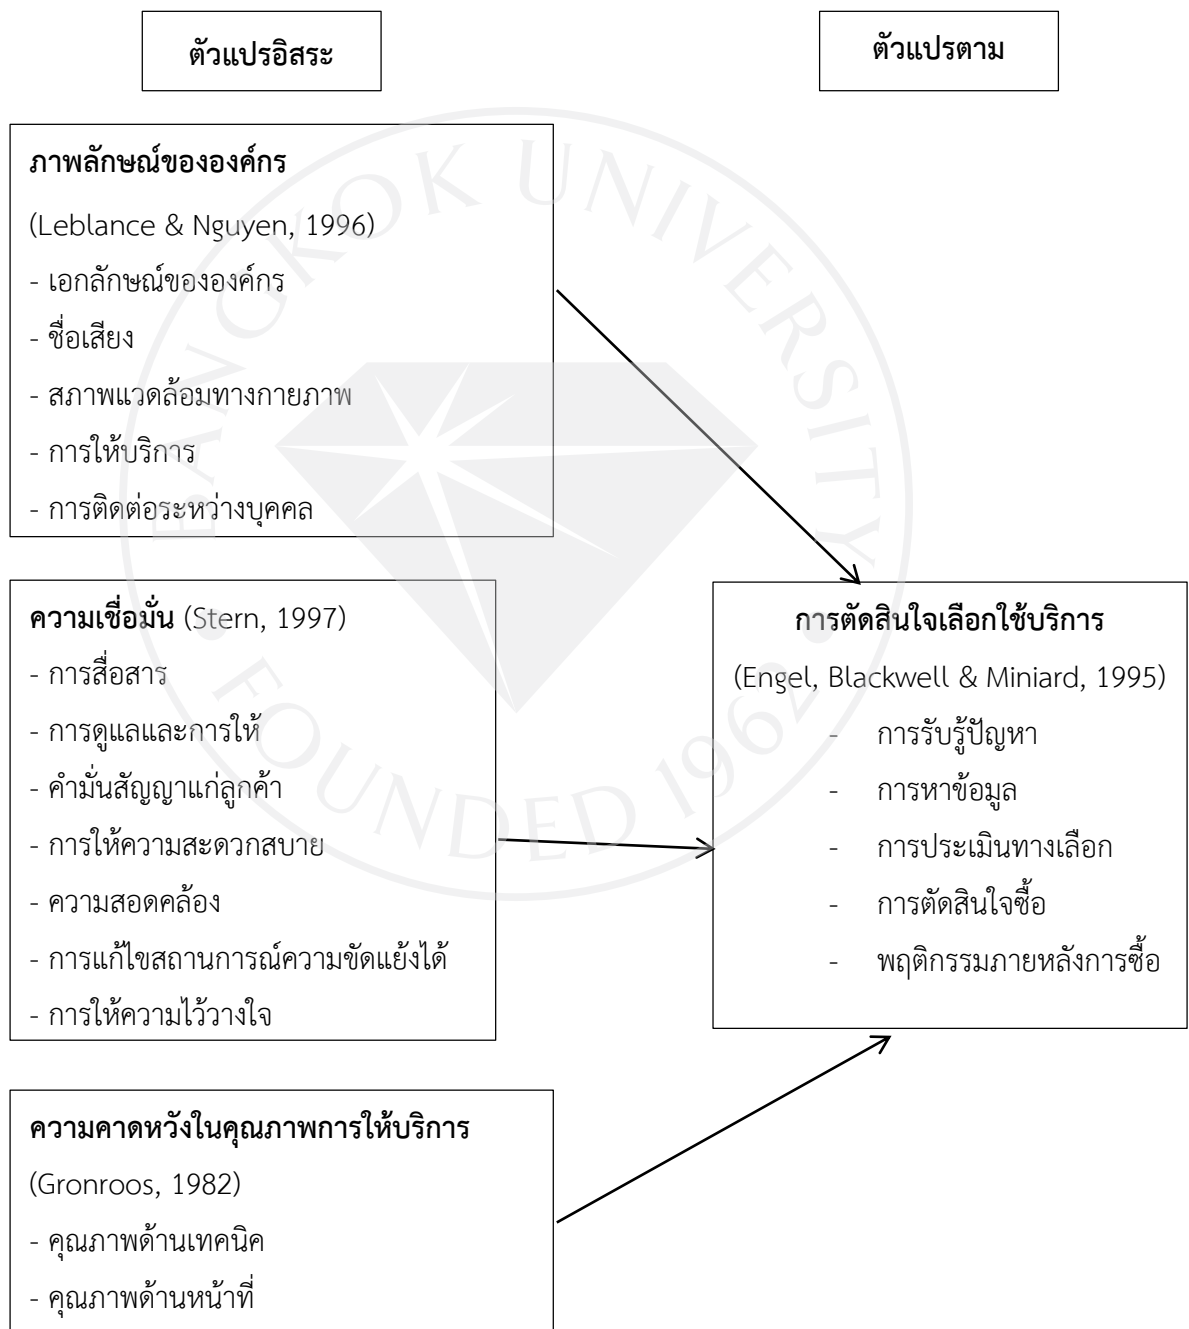 ตัวแปรอิสระ
ตัวแปรตาม
ภาพลักษณ์ขององค์กร
(Leblance & Nguyen, 1996)
- เอกลักษณ์ขององค์กร
- ชื่อเสียง
- สภาพแวดล้อมทางกายภาพ
- การให้บริการ
- การติดต่อระหว่างบุคคล
ความเชื่อมั่น (Stern, 1997)
- การสื่อสาร
- การดูแลและการให้
- คำมั่นสัญญาแก่ลูกค้า
- การให้ความสะดวกสบาย
- ความสอดคล้อง
- การแก้ไขสถานการณ์ความขัดแย้งได้
- การให้ความไว้วางใจ
การตัดสินใจเลือกใช้บริการ
(Engel, Blackwell & Miniard, 1995)
- การรับรู้ปัญหา
- การหาข้อมูล
- การประเมินทางเลือก
- การตัดสินใจซื้อ
- พฤติกรรมภายหลังการซื้อ
ความคาดหวังในคุณภาพการให้บริการ
(Gronroos, 1982)
- คุณภาพด้านเทคนิค
- คุณภาพด้านหน้าที่
BANGKOK UNIVERSITY
FOUNDED 1962